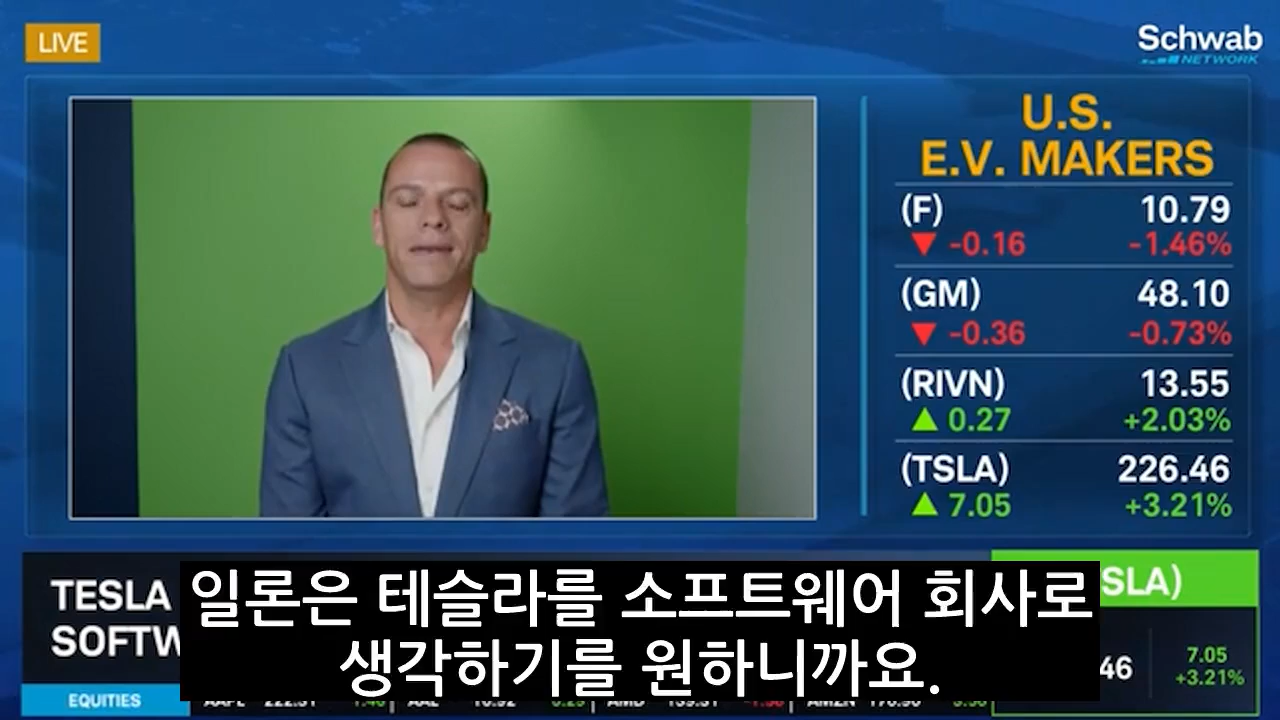 LIVE
Schwab
NETWORK
U.S.
E.V. MAKERS
(F) 10.79
▼ -0.16 -1.46%
(GM) 48.10
▼ -0.36 -0.73%
(RIVN) 13.55
▲ 0.27 +2.03%
(TSLA) 226.46
▲ 7.05 +3.21%
TESLA
SLA)
일론은 테슬라를 소프트웨어 회사로
생각하기를 원하니까요.
46
7.05
+3.21%
EQUITIES